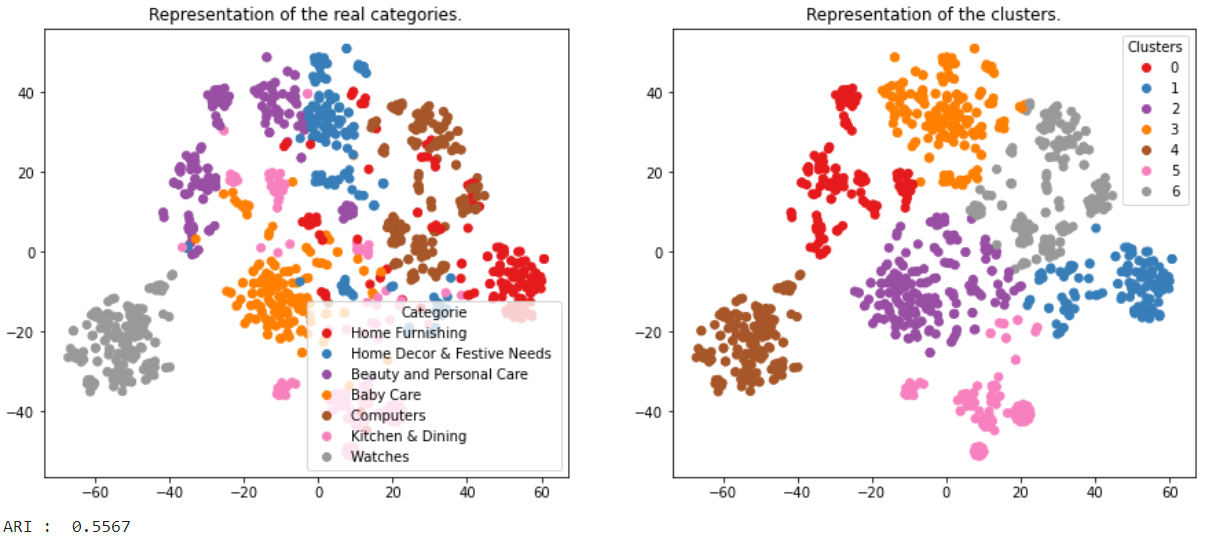 Representation of the real categories.
40
20
0
−20
−40
−60
−40
−20
0
20
40
60
Categorie
Home Furnishing
Home Decor & Festive Needs
Beauty and Personal Care
Baby Care
Computers
Kitchen & Dining
Watches
Representation of the clusters.
40
20
0
−20
−40
−60
−40
−20
0
20
40
60
Clusters
0
1
2
3
4
5
6
ARI : 0.5567